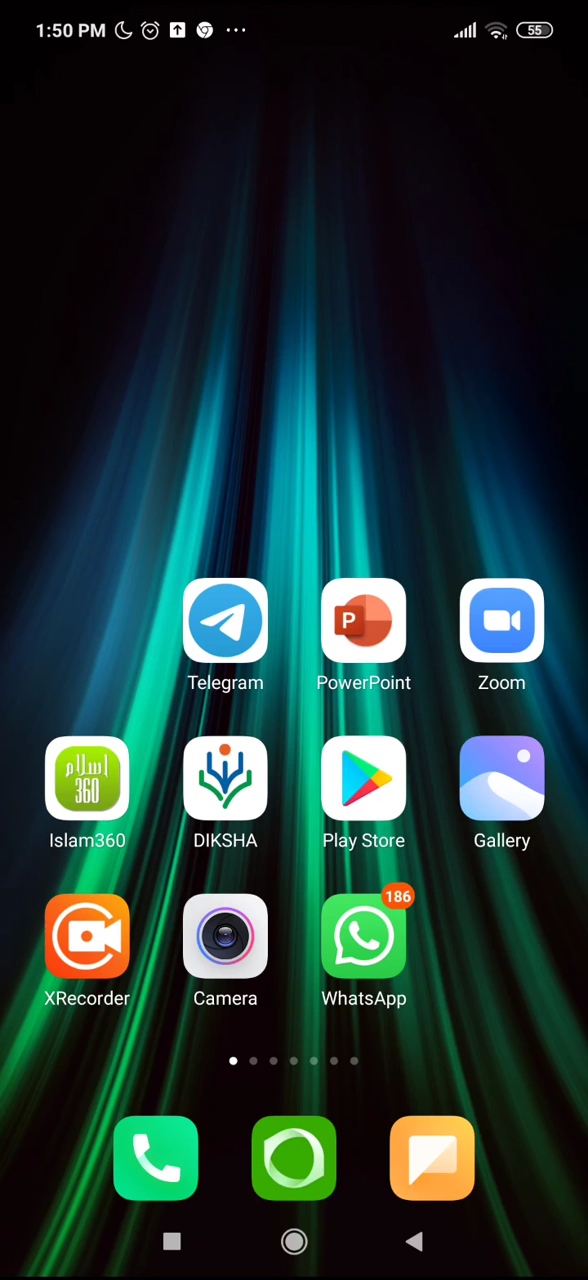 1:50 PM
55
Telegram
P
PowerPoint
Zoom
اسلام
360
Islam360
DIKSHA
Play Store
Gallery
XRecorder
Camera
186
WhatsApp